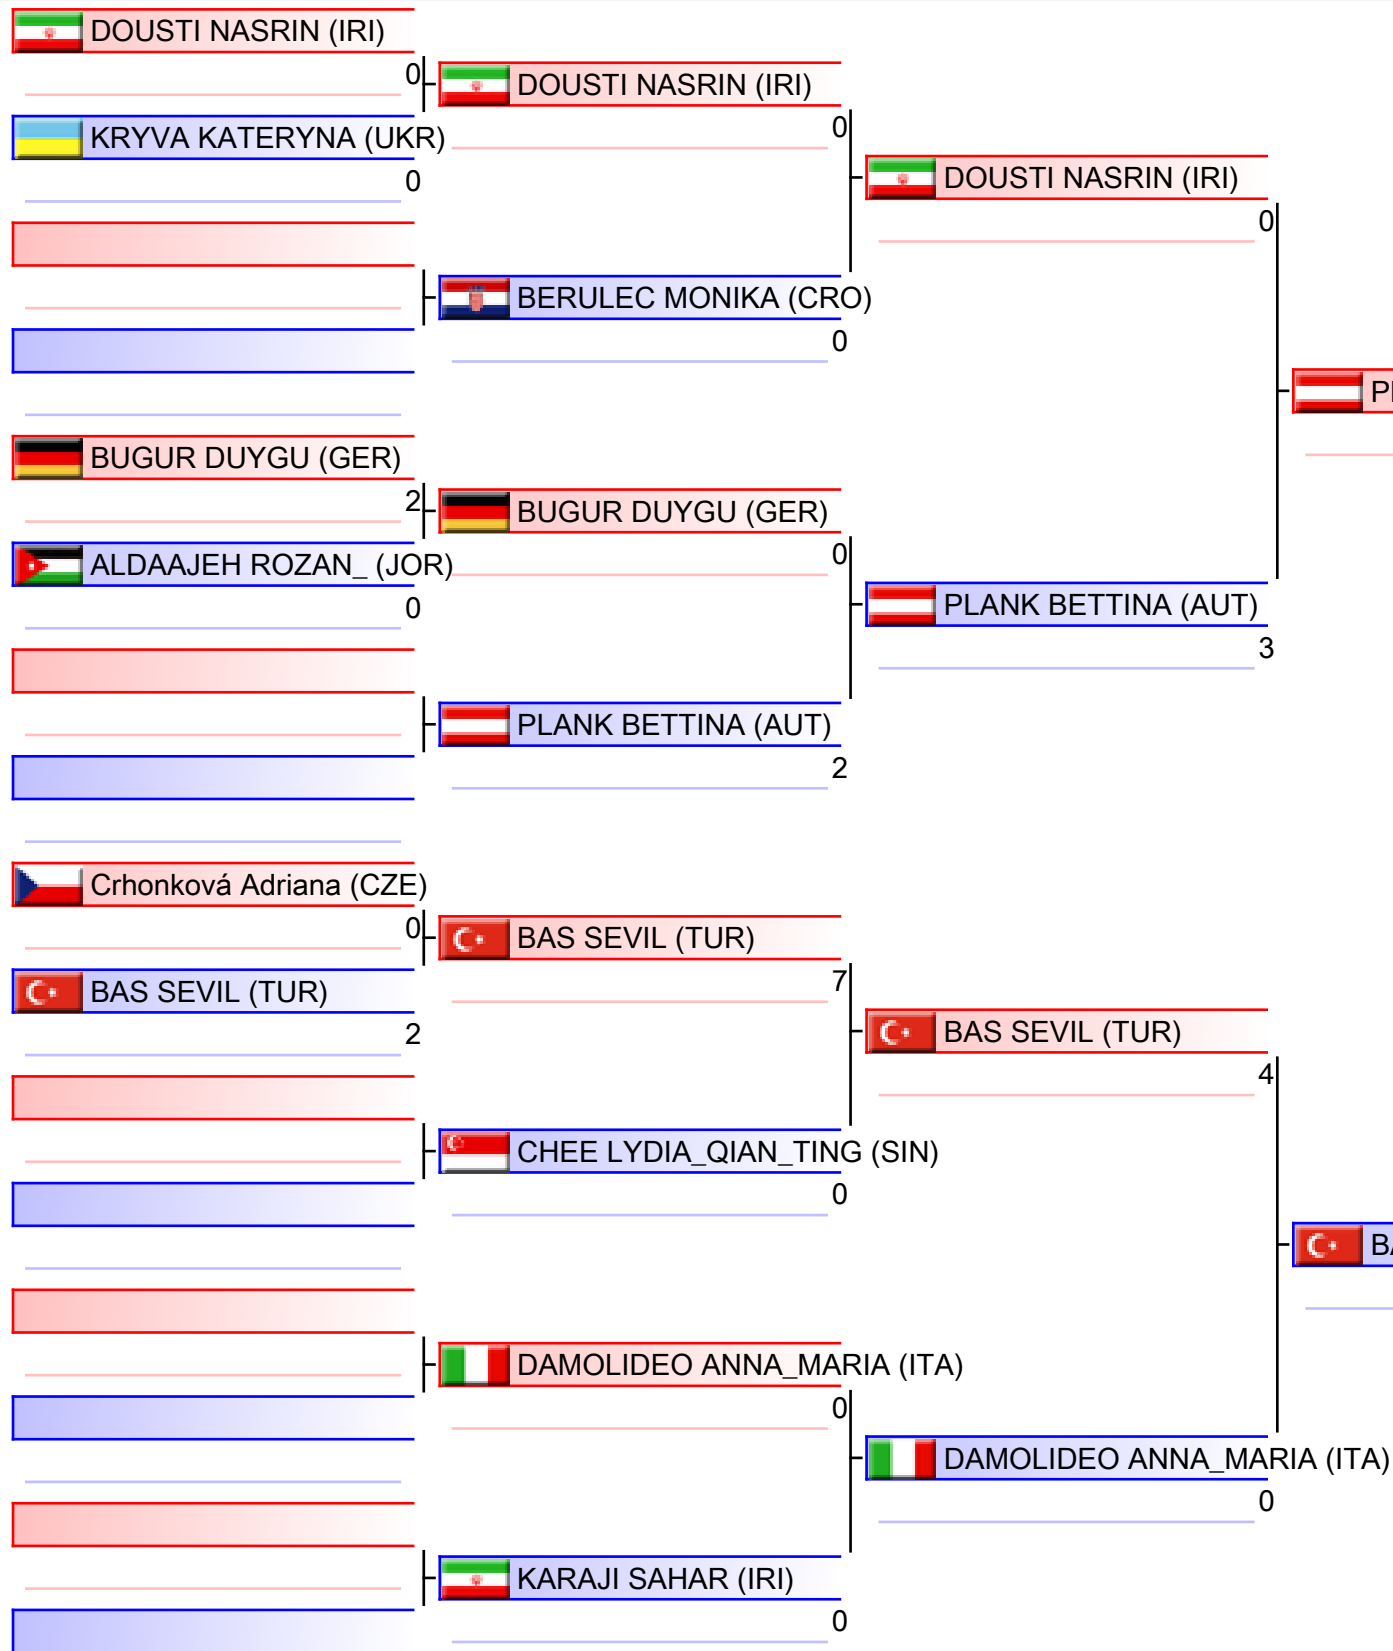 DOUSTI NASRIN (IRI)
0
DOUSTI NASRIN (IRI)
KRYVA KATERYNA (UKR)
0
0
DOUSTI NASRIN (IRI)
0
BERULEC MONIKA (CRO)
0
BUGUR DUYGU (GER)
2
BUGUR DUYGU (GER)
ALDAAJEH ROZAN_ (JOR)
0
0
PLANK BETTINA (AUT)
3
PLANK BETTINA (AUT)
2
Crhonková Adriana (CZE)
0
BAS SEVIL (TUR)
BAS SEVIL (TUR)
7
2
BAS SEVIL (TUR)
4
CHEE LYDIA_QIAN_TING (SIN)
0
DAMOLIDEO ANNA_MARIA (ITA)
0
DAMOLIDEO ANNA_MARIA (ITA)
0
KARAJI SAHAR (IRI)
0